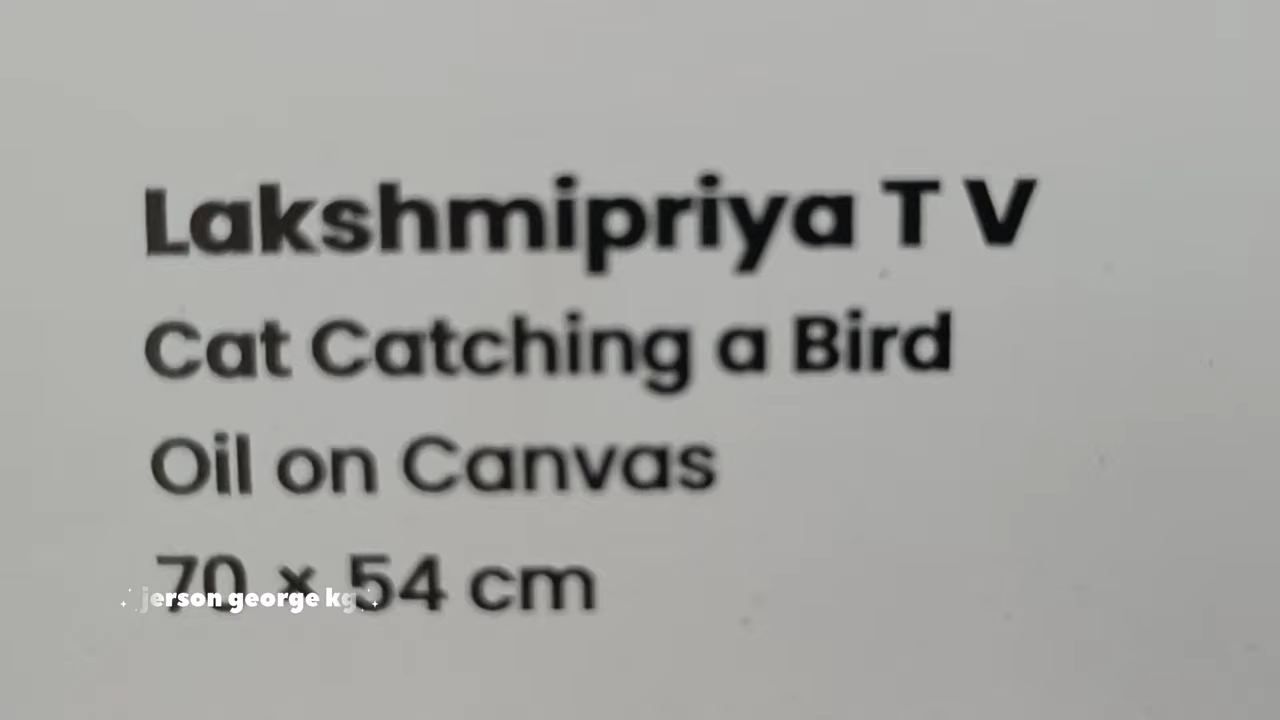 Lakshmipriya T V
Cat Catching a Bird
Oil on Canvas
70 × 54 cm
jerson george kg